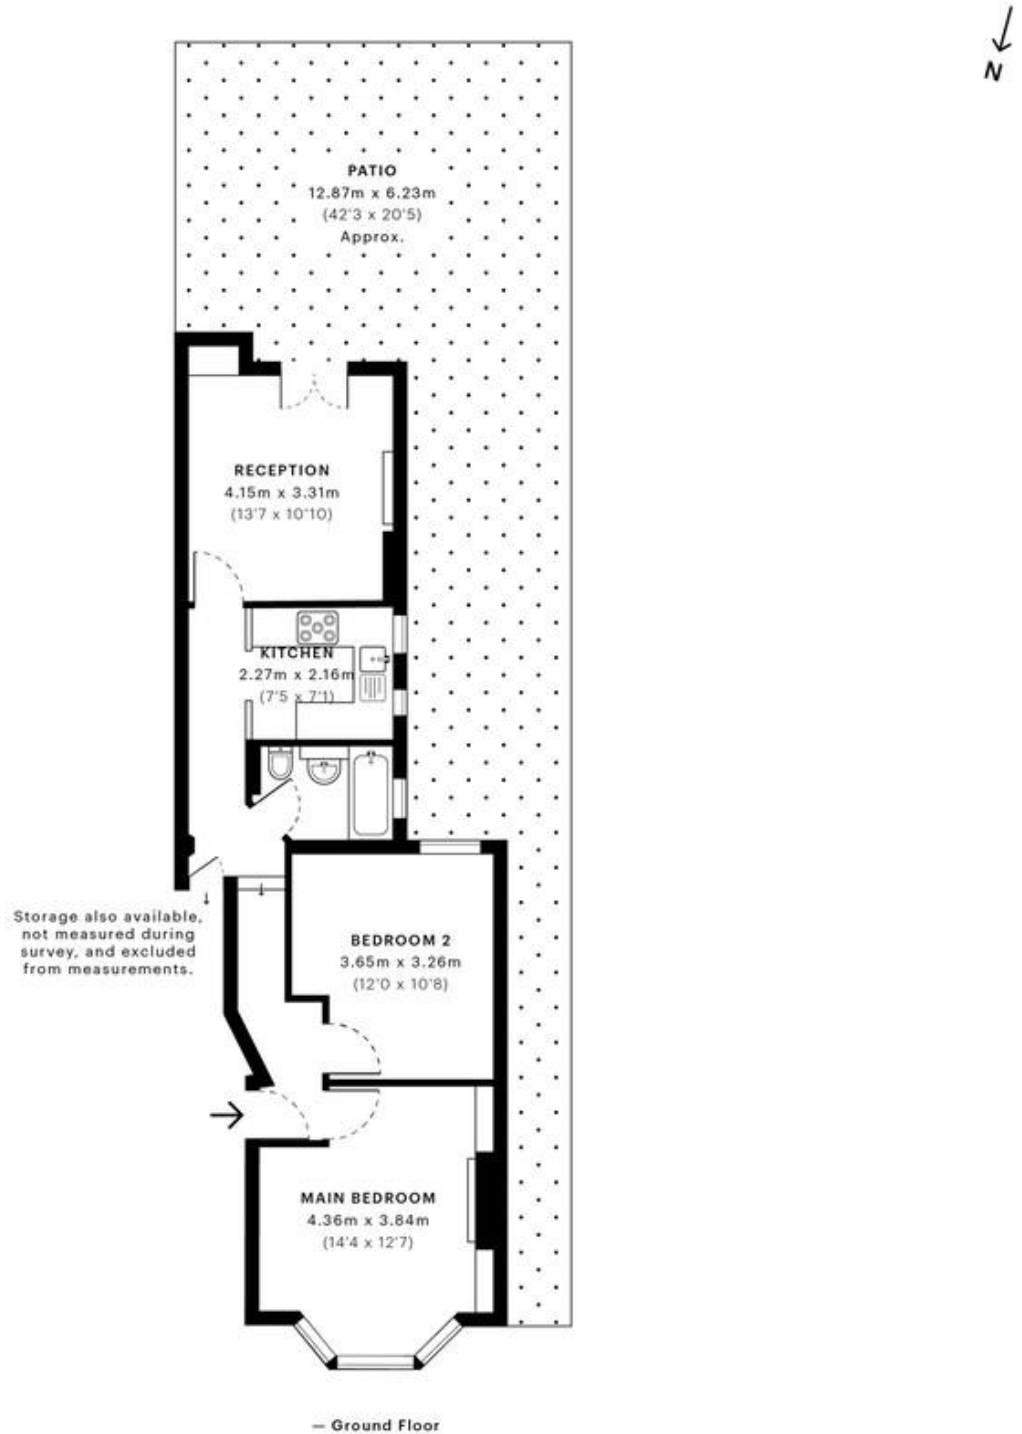 N
PATIO
12.87m x 6.23m
(42'3 x 20'5)
Approx.
RECEPTION
4.15m x 3.31m
(13'7 x 10'10)
KITCHEN
2.27m x 2.16m
(7'5 x 7'1)
Storage also available,
not measured during
survey, and excluded
from measurements.
BEDROOM 2
3.65m x 3.26m
(12'0 x 10'8)
MAIN BEDROOM
4.36m x 3.84m
(14'4 x 12'7)
— Ground Floor